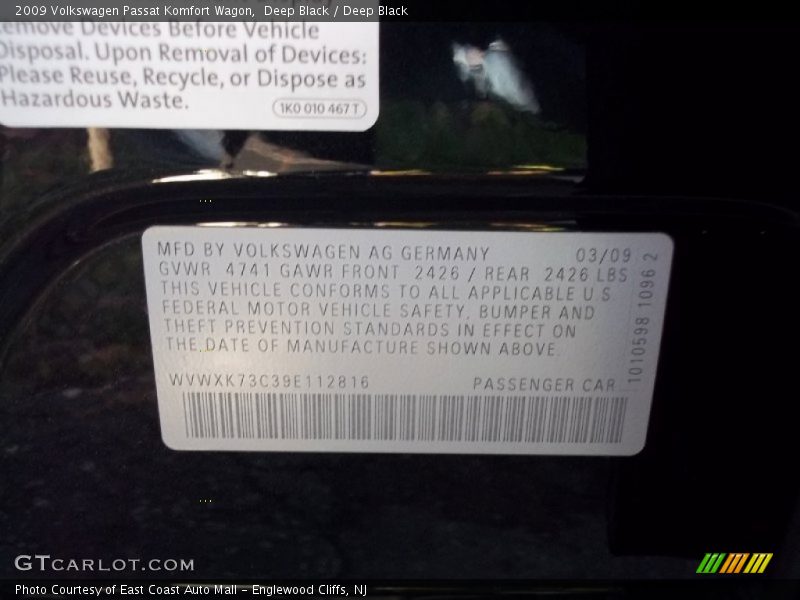 2009 Volkswagen Passat Komfort Wagon, Deep Black / Deep Black
Remove Devices Before Vehicle
Disposal. Upon Removal of Devices:
Please Reuse, Recycle, or Dispose as
Hazardous Waste.
1K0 010 467 T
MFD BY VOLKSWAGEN AG GERMANY 03/09
GVWR 4741 GAWR FRONT 2426 / REAR 2426 LBS
THIS VEHICLE CONFORMS TO ALL APPLICABLE U.S
FEDERAL MOTOR VEHICLE SAFETY, BUMPER AND
THEFT PREVENTION STANDARDS IN EFFECT ON
THE DATE OF MANUFACTURE SHOWN ABOVE.
WVWXK73C39E112816 PASSENGER CAR
1010598 1096 2
GTCARLOT.COM
Photo Courtesy of East Coast Auto Mall - Englewood Cliffs, NJ